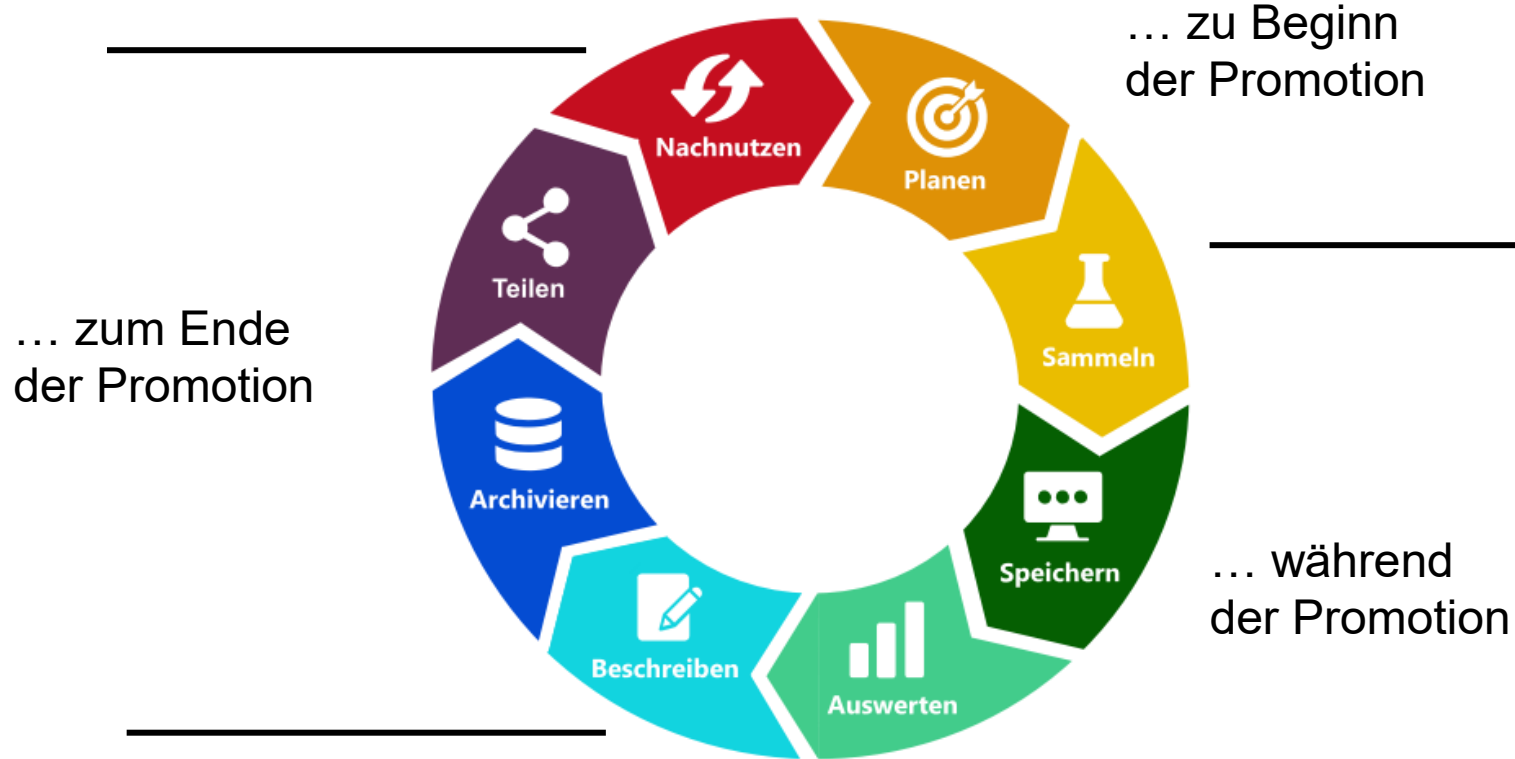 … zu Beginn
der Promotion
Nachnutzen
Planen
Sammeln
Speichern
… während
der Promotion
Auswerten
Beschreiben
Archivieren
Teilen
… zum Ende
der Promotion